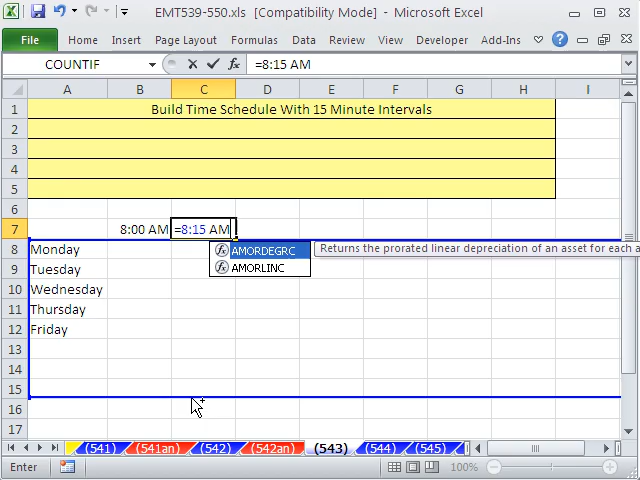 EMT539-550.xls [Compatibility Mode] - Microsoft Excel
File Home Insert Page Layout Formulas Data Review View Developer Add-Ins
COUNTIF fx =8:15 AM
A B C D E F G H I
1 Build Time Schedule With 15 Minute Intervals
2
3
4
5
6
7 8:00 AM =8:15 AM
8 Monday AMORDEGRC Returns the prorated linear depreciation of an asset for each a
9 Tuesday AMORLINC
10 Wednesday
11 Thursday
12 Friday
13
14
15
16
17
(541) (541an) (542) (542an) (543) (544) (545)
Enter 100%